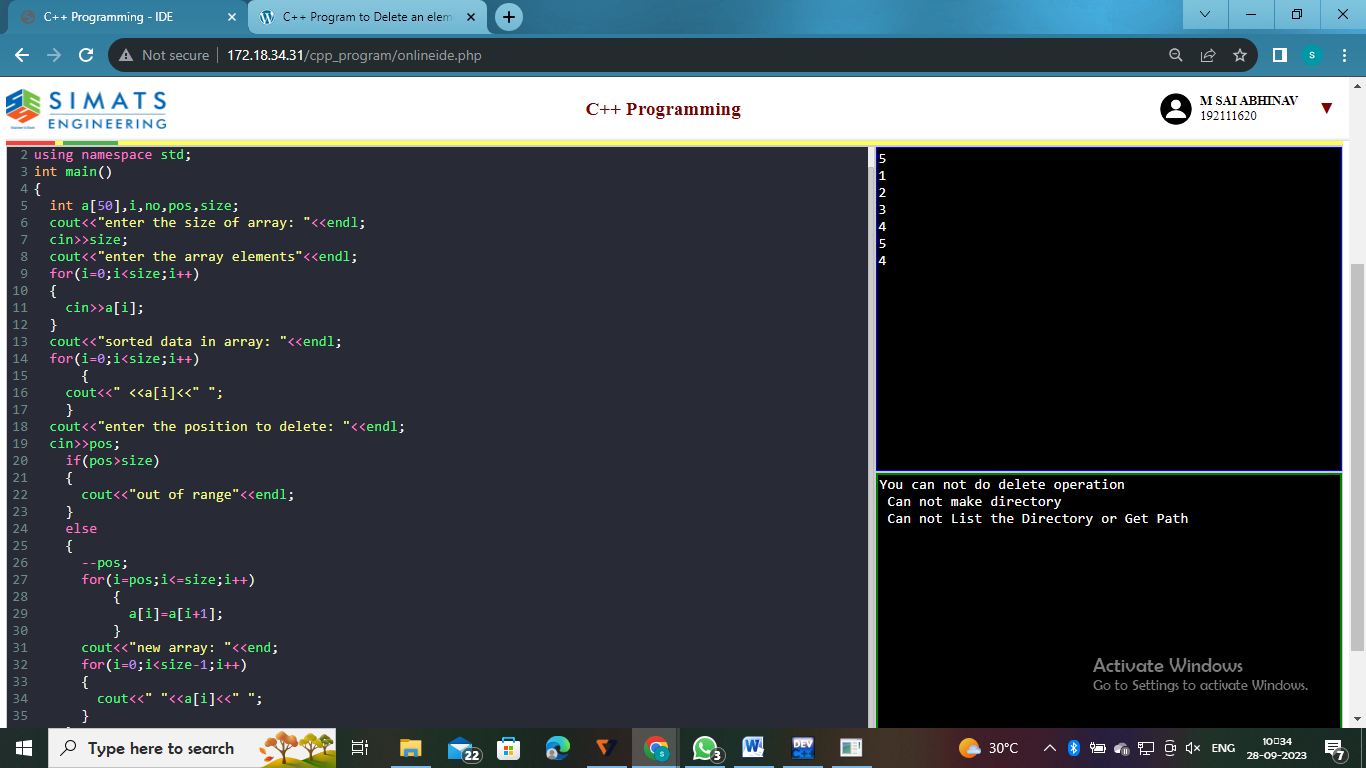 C++ Programming - IDE
C++ Program to Delete an elem
Not secure
172.18.34.31/cpp_program/onlineide.php
s
SIMATS
ENGINEERING
C++ Programming
M SAI ABHINAV
192111620
2 using namespace std;
3 int main()
4 {
5 int a[50],i,no,pos,size;
6 cout<<"enter the size of array: "<<endl;
7 cin>>size;
8 cout<<"enter the array elements"<<endl;
9 for(i=0;i<size;i++)
10 {
11 cin>>a[i];
12 }
13 cout<<"sorted data in array: "<<endl;
14 for(i=0;i<size;i++)
15 {
16 cout<<" <<a[i]<<" ";
17 }
18 cout<<"enter the position to delete: "<<endl;
19 cin>>pos;
20 if(pos>size)
21 {
22 cout<<"out of range"<<endl;
23 }
24 else
25 {
26 --pos;
27 for(i=pos;i<=size;i++)
28 {
29 a[i]=a[i+1];
30 }
31 cout<<"new array: "<<end;
32 for(i=0;i<size-1;i++)
33 {
34 cout<<" "<<a[i]<<" ";
35 }
5
1
2
3
4
5
4
You can not do delete operation
Can not make directory
Can not List the Directory or Get Path
Activate Windows
Go to Settings to activate Windows.
Type here to search
22
3
DEV
30°C
ENG
10:34
28-09-2023
7